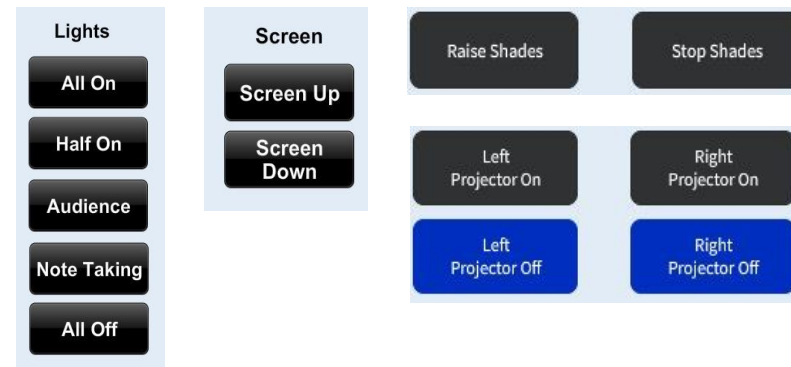 Lights
All On
Half On
Audience
Note Taking
All Off
Screen
Screen Up
Screen
Down
Raise Shades
Stop Shades
Left
Projector On
Right
Projector On
Left
Projector Off
Right
Projector Off